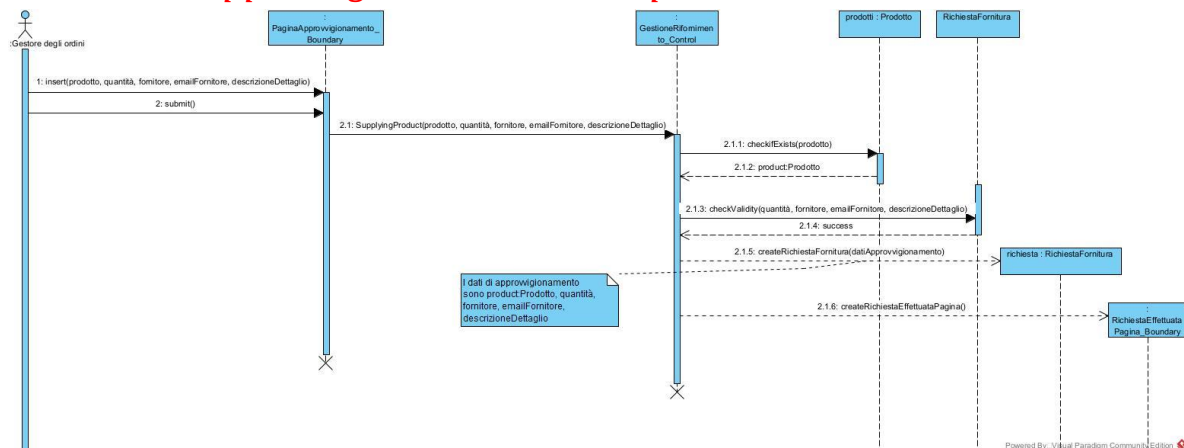 :Gestore degli ordini
:
PaginaApprovvigionamento_
Boundary
:
GestioneRifornimen
to_Control
prodotti : Prodotto
RichiestaFornitura
1: insert(prodotto, quantità, fornitore, emailFornitore, descrizioneDettaglio)
2: submit()
2.1: SupplyingProduct(prodotto, quantità, fornitore, emailFornitore, descrizioneDettaglio)
2.1.1: checkifExists(prodotto)
2.1.2: product:Prodotto
2.1.3: checkValidity(quantità, fornitore, emailFornitore, descrizioneDettaglio)
2.1.4: success
2.1.5: createRichiestaFornitura(datiApprovvigionamento)
richiesta : RichiestaFornitura
I dati di approvvigionamento
sono product:Prodotto, quantità,
fornitore, emailFornitore,
descrizioneDettaglio
2.1.6: createRichiestaEffettuataPagina()
:
RichiestaEffettuata
Pagina_Boundary
Powered By Visual Paradigm Community Edition